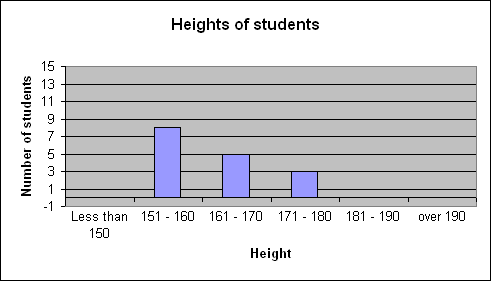 Heights of students
Number of students
15
13
11
9
7
5
3
1
-1
Less than
150
151 - 160
161 - 170
171 - 180
181 - 190
over 190
Height